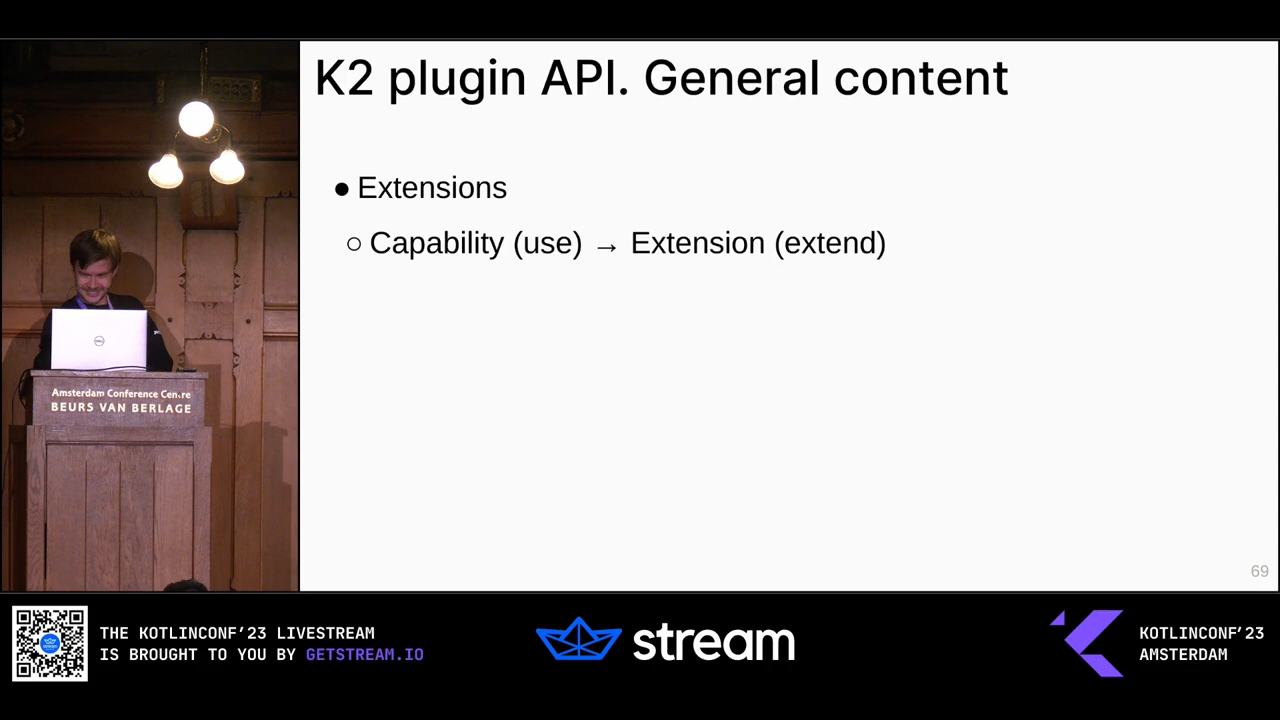 K2 plugin API. General content
● Extensions
○ Capability (use) → Extension (extend)
69
DELL
Amsterdam Conference Centre
BEURS VAN BERLAGE
THE KOTLINCONF’23 LIVESTREAM
IS BROUGHT TO YOU BY GETSTREAM.IO
stream
KOTLINCONF’23
AMSTERDAM